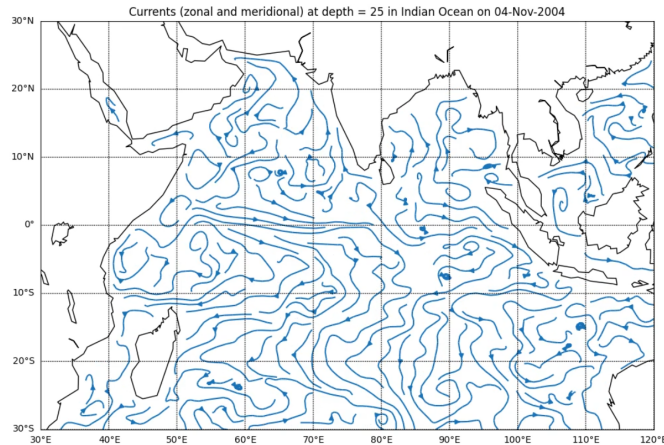 Currents (zonal and meridional) at depth = 25 in Indian Ocean on 04-Nov-2004
30°N
20°N
10°N
0°
10°S
20°S
30°S
30°E 40°E 50°E 60°E 70°E 80°E 90°E 100°E 110°E 120°E